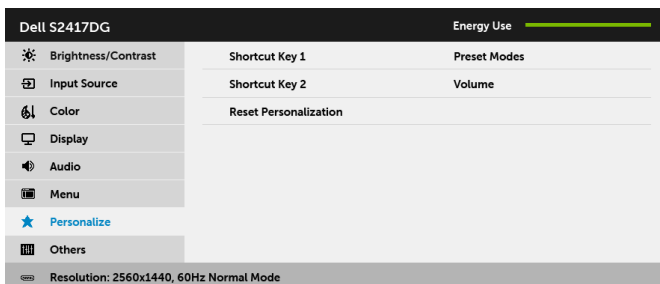 Dell S2417DG Energy Use
Brightness/Contrast Shortcut Key 1 Preset Modes
Input Source Shortcut Key 2 Volume
Color Reset Personalization
Display
Audio
Menu
Personalize
Others
Resolution: 2560x1440, 60Hz Normal Mode